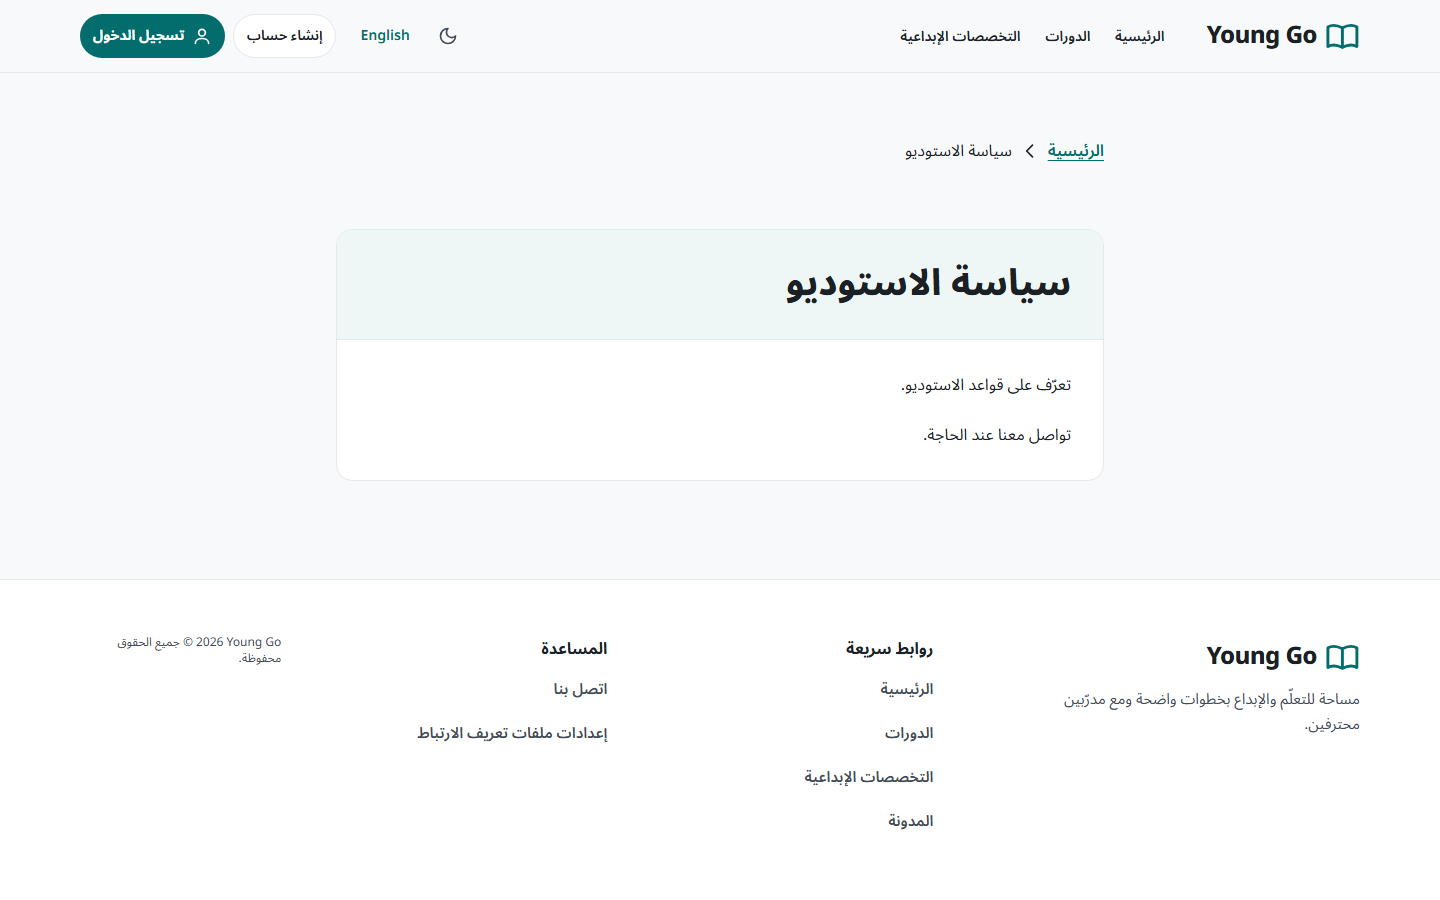 Young Go
الرئيسية
الدورات
التخصصات الإبداعية
English
إنشاء حساب
تسجيل الدخول
الرئيسية
سياسة الاستوديو
سياسة الاستوديو
تعرّف على قواعد الاستوديو.
تواصل معنا عند الحاجة.
Young Go
مساحة للتعلّم والإبداع بخطوات واضحة ومع مدرّبين
محترفين.
روابط سريعة
الرئيسية
الدورات
التخصصات الإبداعية
المدونة
المساعدة
اتصل بنا
إعدادات ملفات تعريف الارتباط
Young Go 2026 © جميع الحقوق
محفوظة.